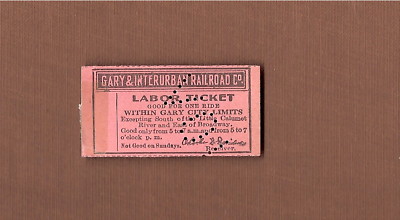 GARY & INTERURBAN RAILROAD CO.
LABOR TICKET
GOOD FOR ONE RIDE
WITHIN GARY CITY LIMITS
Excepting South of the Little Calumet
River and East of Broadway.
Good only from 5 to 7 a. m. and from 5 to 7
o'clock p. m.
Not Good on Sundays.
Receiver.